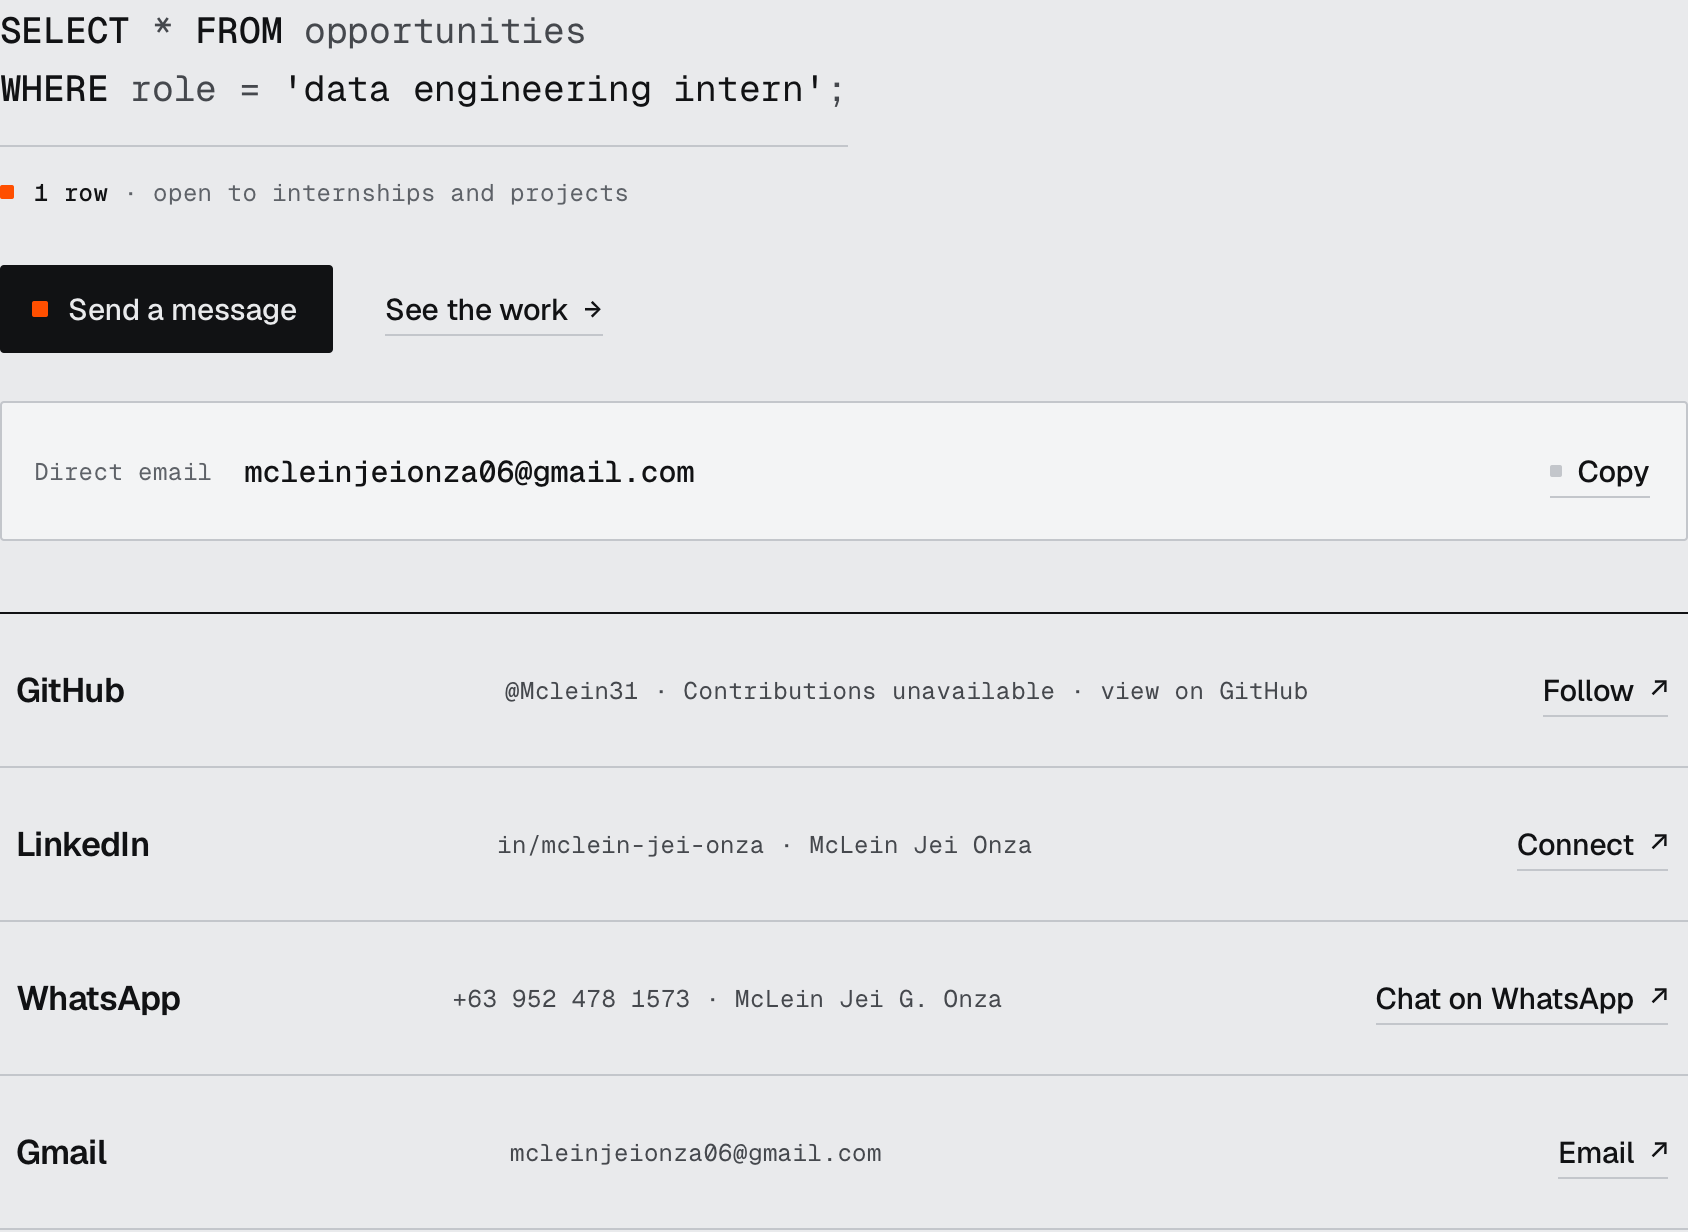 SELECT * FROM opportunities
WHERE role = 'data engineering intern';
1 row · open to internships and projects
Send a message
See the work →
Direct email mcleinjeionza06@gmail.com
Copy
GitHub @Mclein31 · Contributions unavailable · view on GitHub Follow ↗
LinkedIn in/mclein-jei-onza · McLein Jei Onza Connect ↗
WhatsApp +63 952 478 1573 · McLein Jei G. Onza Chat on WhatsApp ↗
Gmail mcleinjeionza06@gmail.com Email ↗